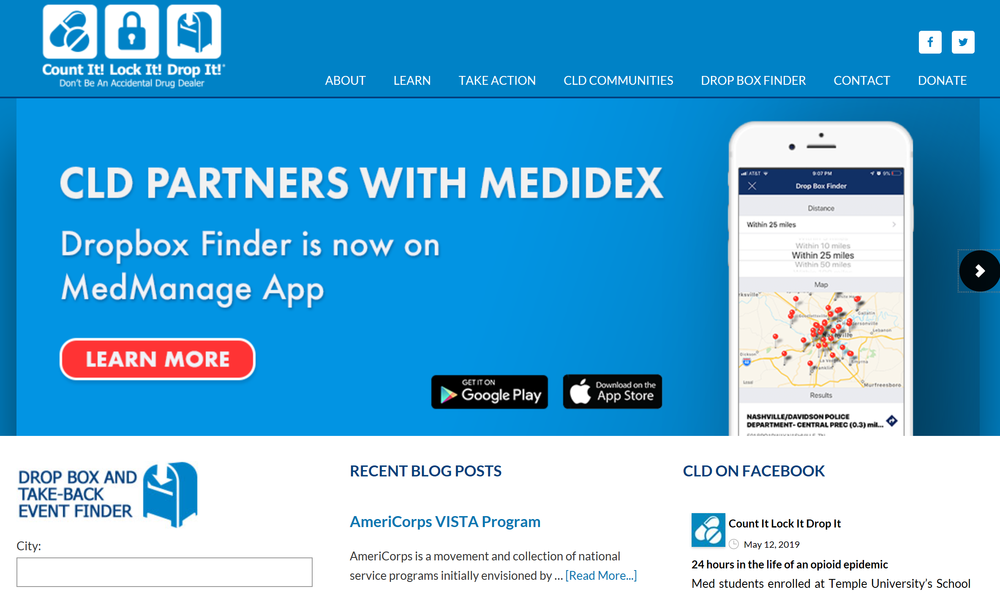 Count It! Lock It! Drop It!®
Don't Be An Accidental Drug Dealer
ABOUT LEARN TAKE ACTION CLD COMMUNITIES DROP BOX FINDER CONTACT DONATE
CLD PARTNERS WITH MEDIDEX
Dropbox Finder is now on
MedManage App
LEARN MORE
GET IT ON
Google Play
Download on the
App Store
AT&T 9:07 PM 9%
Drop Box Finder
Distance
Within 25 miles
Within 10 miles
Within 25 miles
Within 50 miles
Map
Goodlettsville
Gallatin
Hendersonville
Lebanon
Nashville
Dickson
Smyrna
Franklin
Legal
Murfreesboro
Results
NASHVILLE/DAVIDSON POLICE
DEPARTMENT- CENTRAL PREC (0.3) mil...
DROP BOX AND
TAKE-BACK
EVENT FINDER
City:
RECENT BLOG POSTS
AmeriCorps VISTA Program
AmeriCorps is a movement and collection of national
service programs initially envisioned by ... [Read More...]
CLD ON FACEBOOK
Count It Lock It Drop It
May 12, 2019
24 hours in the life of an opioid epidemic
Med students enrolled at Temple University’s School